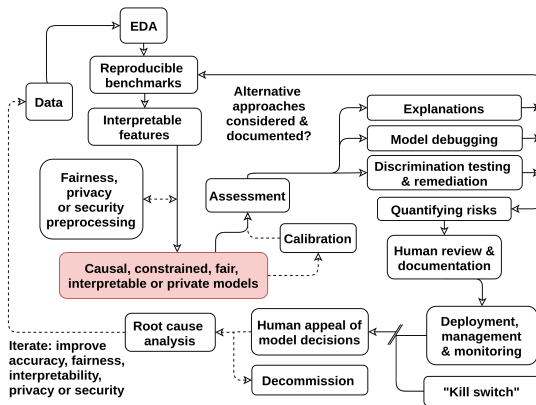 EDA
Reproducible
benchmarks
Data
Alternative
approaches
considered &
documented?
Explanations
Interpretable
features
Model debugging
Discrimination testing
& remediation
Fairness,
privacy
or security
preprocessing
Assessment
Quantifying risks
Calibration
Human review &
documentation
Causal, constrained, fair,
interpretable or private models
Root cause
analysis
Human appeal of
model decisions
Deployment,
management
& monitoring
Iterate: improve
accuracy, fairness,
interpretability,
privacy or security
Decommission
"Kill switch"